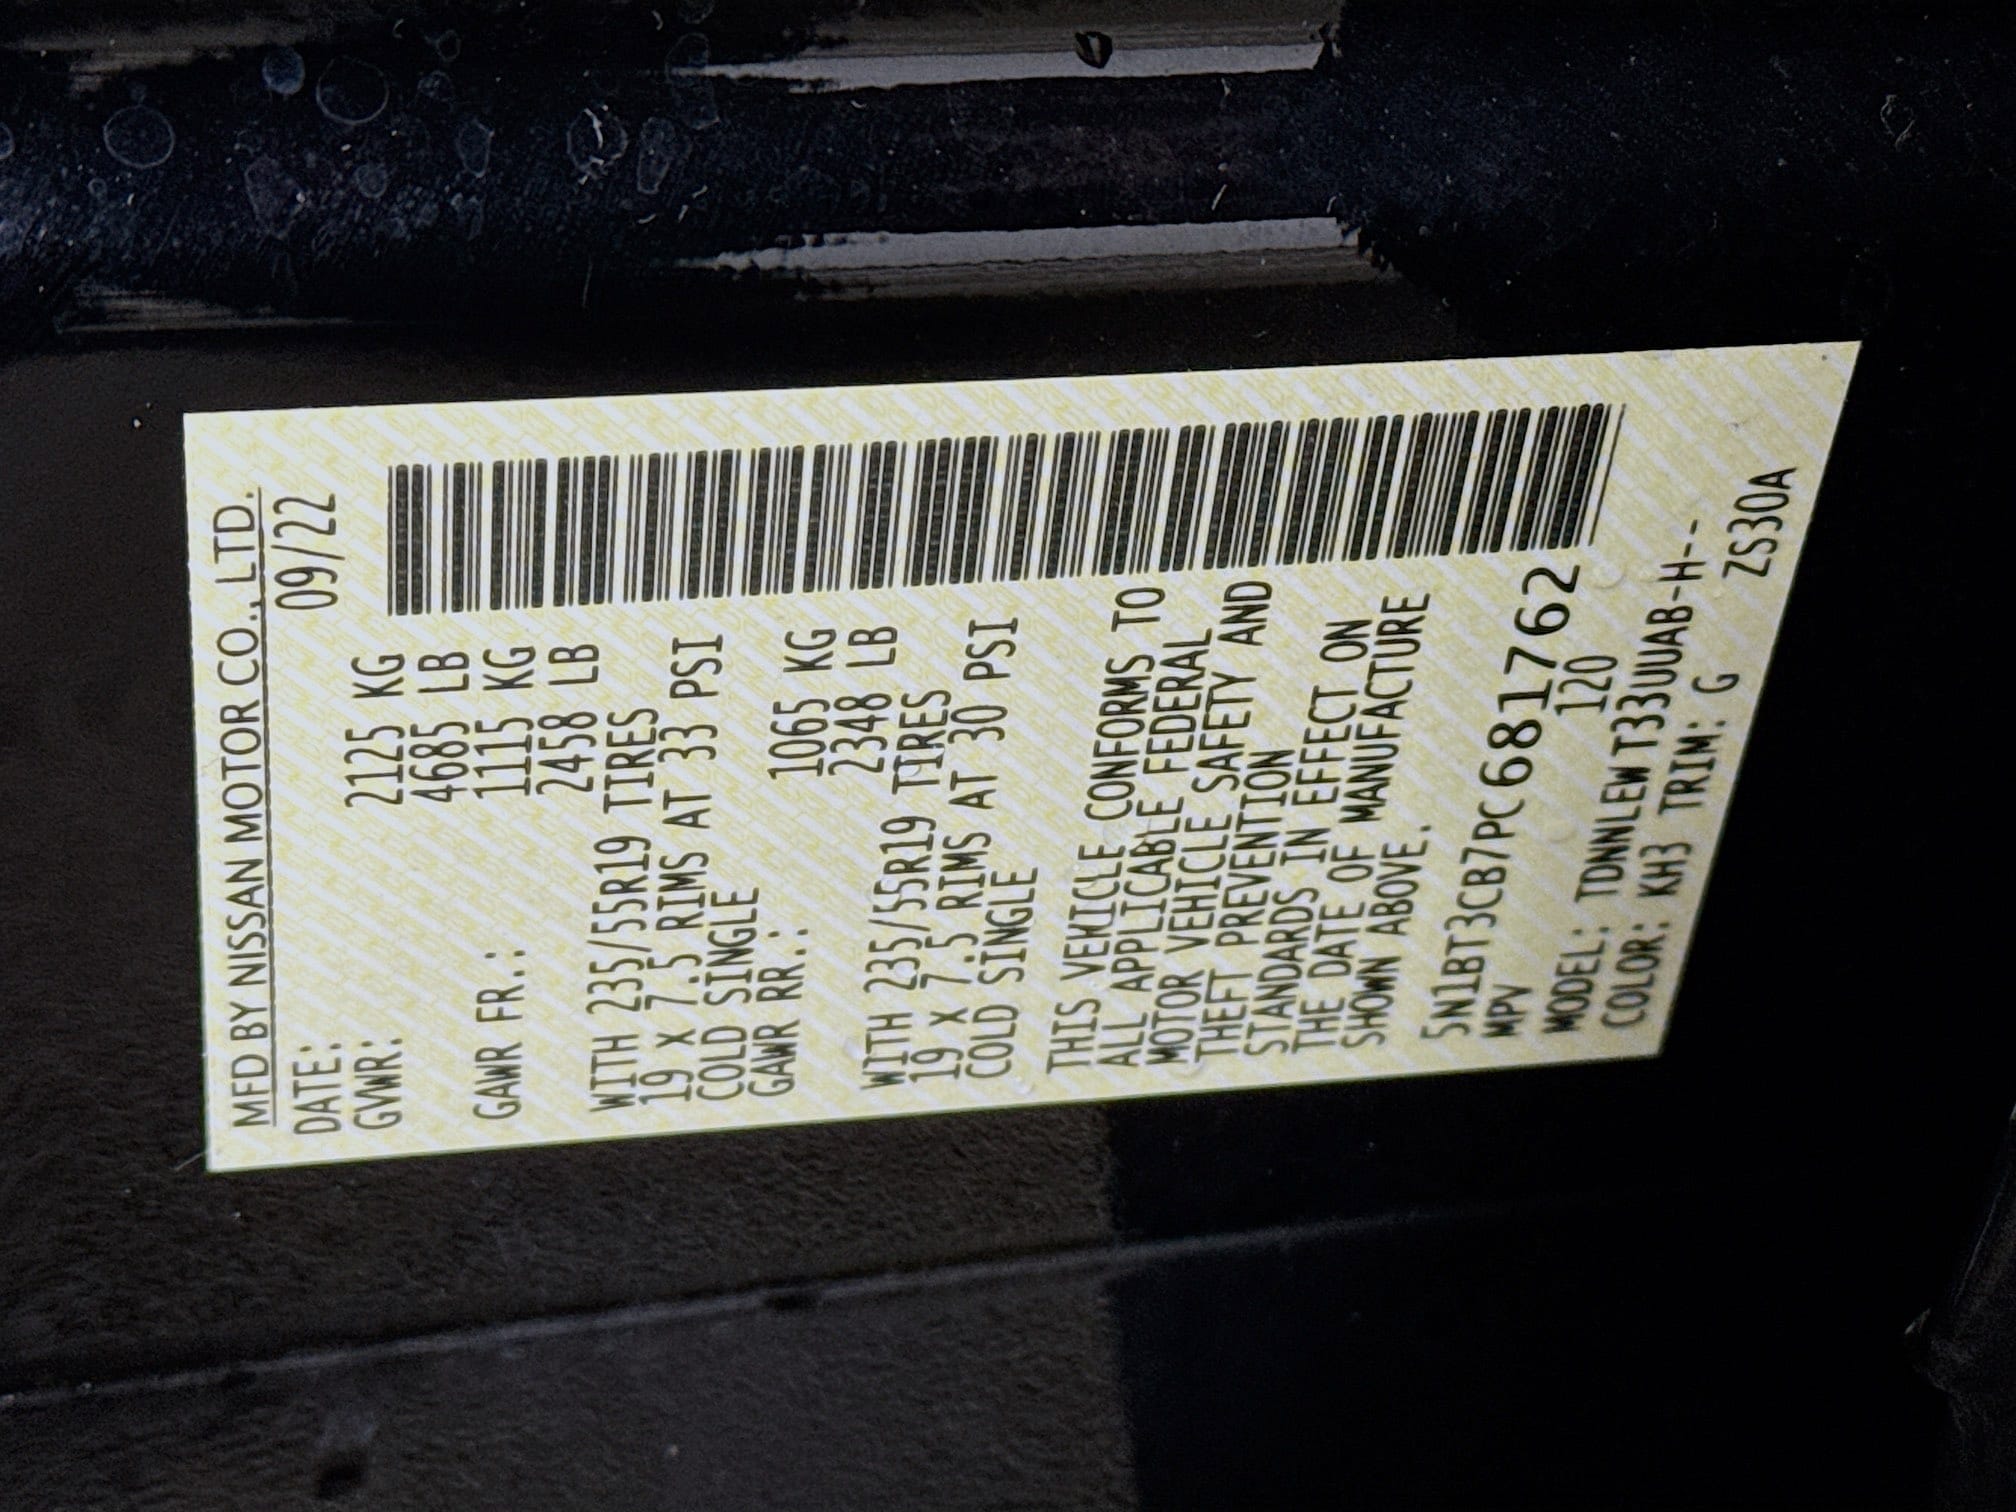 MFD BY NISSAN MOTOR CO., LTD.
DATE: 09/22
GVWR: 2125 KG
4685 LB
GAWR FR.: 1115 KG
2458 LB
WITH 235/55R19 TIRES
19 X 7.5 RIMS AT 33 PSI
COLD SINGLE
GAWR RR.: 1065 KG
2348 LB
WITH 235/55R19 TIRES
19 X 7.5 RIMS AT 30 PSI
COLD SINGLE
THIS VEHICLE CONFORMS TO
ALL APPLICABLE FEDERAL
MOTOR VEHICLE SAFETY AND
THEFT PREVENTION
STANDARDS IN EFFECT ON
THE DATE OF MANUFACTURE
SHOWN ABOVE.
5N1BT3CB7PC681762
MPV 120
MODEL: TDNNLEWT33UUAB-H--
COLOR: KH3 TRIM: G
ZS30A